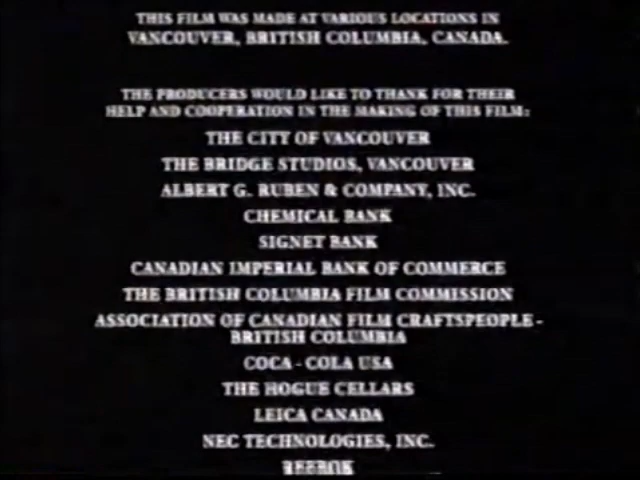 THIS FILM WAS MADE AT VARIOUS LOCATIONS IN
VANCOUVER, BRITISH COLUMBIA, CANADA.
THE PRODUCERS WOULD LIKE TO THANK FOR THEIR
HELP AND COOPERATION IN THE MAKING OF THIS FILM:
THE CITY OF VANCOUVER
THE BRIDGE STUDIOS, VANCOUVER
ALBERT G. RUBEN & COMPANY, INC.
CHEMICAL BANK
SIGNET BANK
CANADIAN IMPERIAL BANK OF COMMERCE
THE BRITISH COLUMBIA FILM COMMISSION
ASSOCIATION OF CANADIAN FILM CRAFTSPEOPLE -
BRITISH COLUMBIA
COCA - COLA USA
THE HOGUE CELLARS
LEICA CANADA
NEC TECHNOLOGIES, INC.
REEBOK